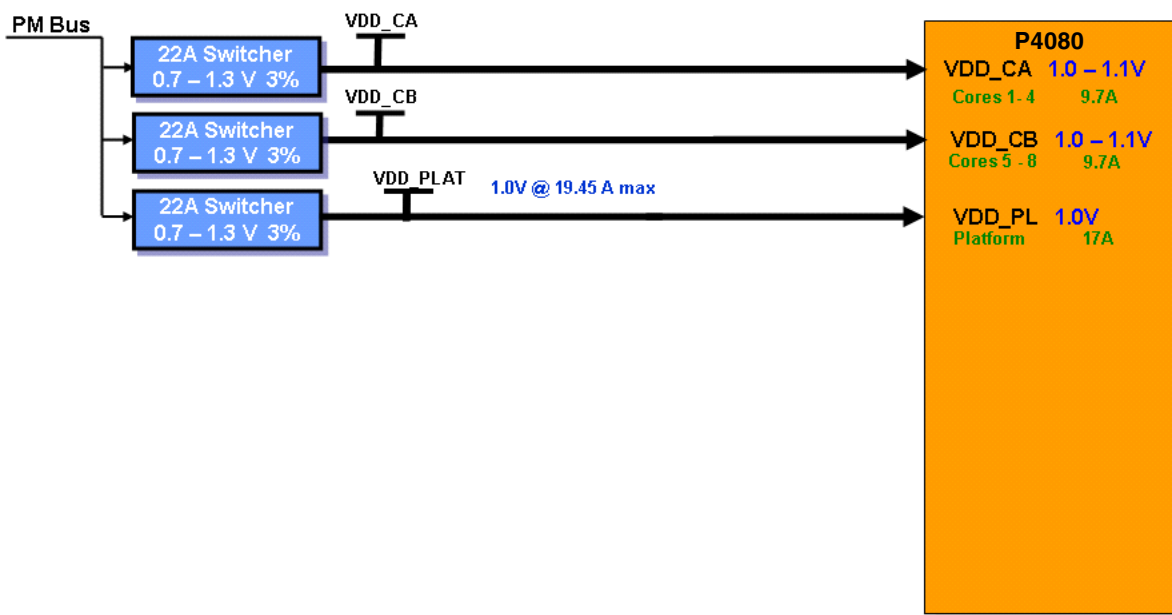 PM Bus
VDD_CA
22A Switcher
0.7 – 1.3 V 3%
VDD_CB
22A Switcher
0.7 – 1.3 V 3%
VDD_PLAT
1.0V @ 19.45 A max
22A Switcher
0.7 – 1.3 V 3%
P4080
VDD_CA 1.0 – 1.1V
Cores 1- 4 9.7A
VDD_CB 1.0 – 1.1V
Cores 5 - 8 9.7A
VDD_PL 1.0V
Platform 17A